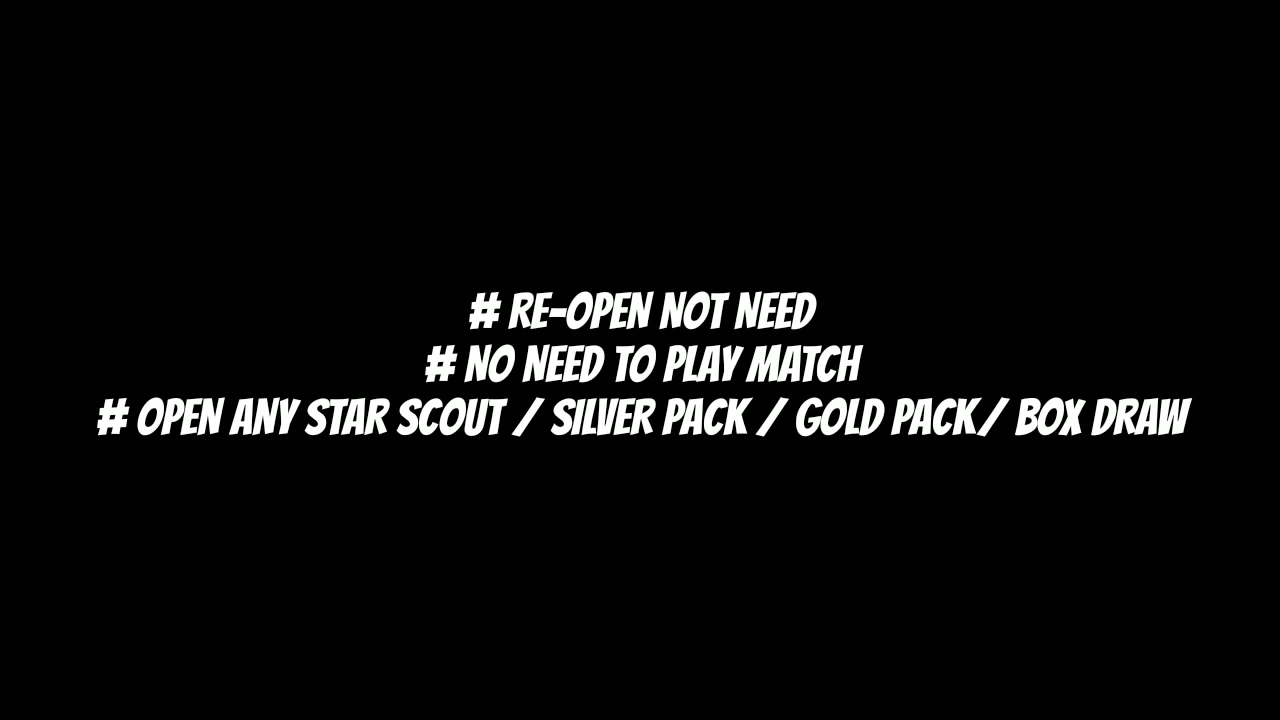 # RE-OPEN NOT NEED
# NO NEED TO PLAY MATCH
# OPEN ANY STAR SCOUT / SILVER PACK / GOLD PACK/ BOX DRAW